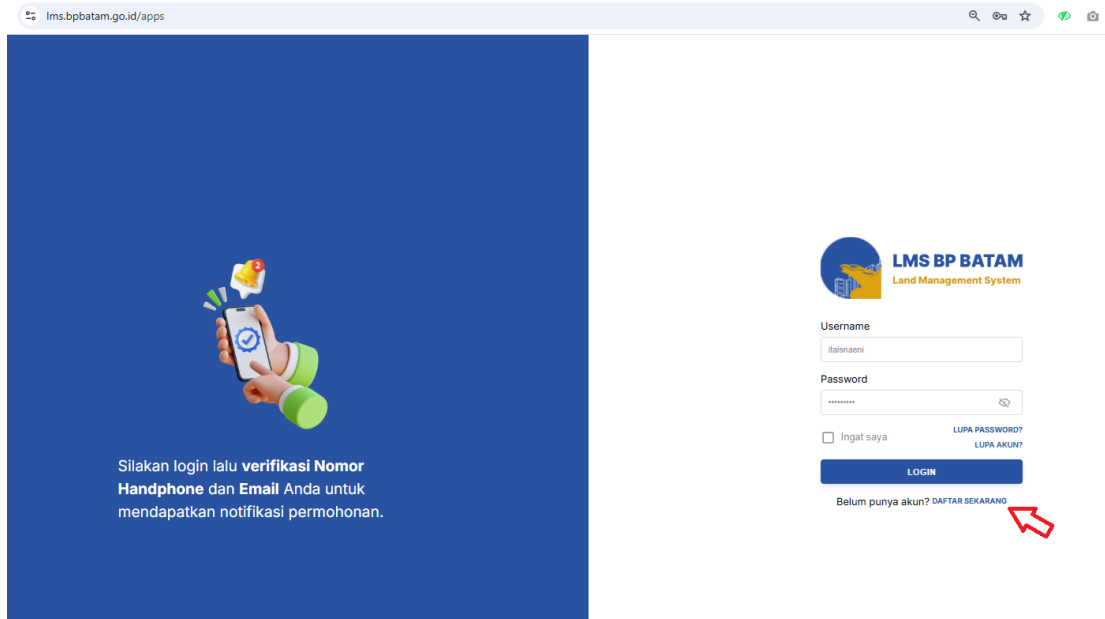 lms.bpbatam.go.id/apps
2
LMS BP BATAM
Land Management System
Username
itaisnaeni
Password
•••••••••
Ingat saya
LUPA PASSWORD?
LUPA AKUN?
LOGIN
Belum punya akun? DAFTAR SEKARANG
Silakan login lalu verifikasi Nomor
Handphone dan Email Anda untuk
mendapatkan notifikasi permohonan.